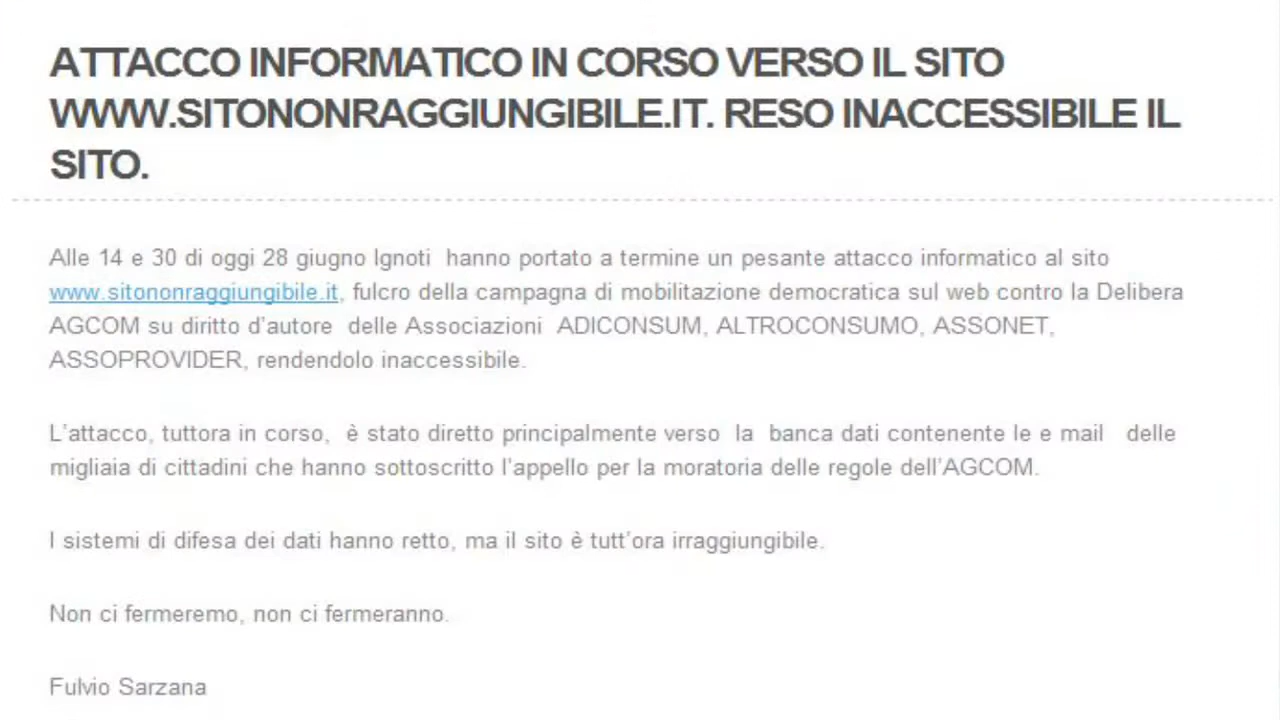 ATTACCO INFORMATICO IN CORSO VERSO IL SITO
WWW.SITONONRAGGIUNGIBILE.IT. RESO INACCESSIBILE IL
SITO.
Alle 14 e 30 di oggi 28 giugno Ignoti hanno portato a termine un pesante attacco informatico al sito
www.sitononraggiungibile.it, fulcro della campagna di mobilitazione democratica sul web contro la Delibera
AGCOM su diritto d'autore delle Associazioni ADICONSUM, ALTROCONSUMO, ASSONET,
ASSOPROVIDER, rendendolo inaccessibile.
L'attacco, tuttora in corso, è stato diretto principalmente verso la banca dati contenente le e mail delle
migliaia di cittadini che hanno sottoscritto l'appello per la moratoria delle regole dell'AGCOM.
I sistemi di difesa dei dati hanno retto, ma il sito è tutt'ora irraggiungibile.
Non ci fermeremo, non ci fermeranno.
Fulvio Sarzana